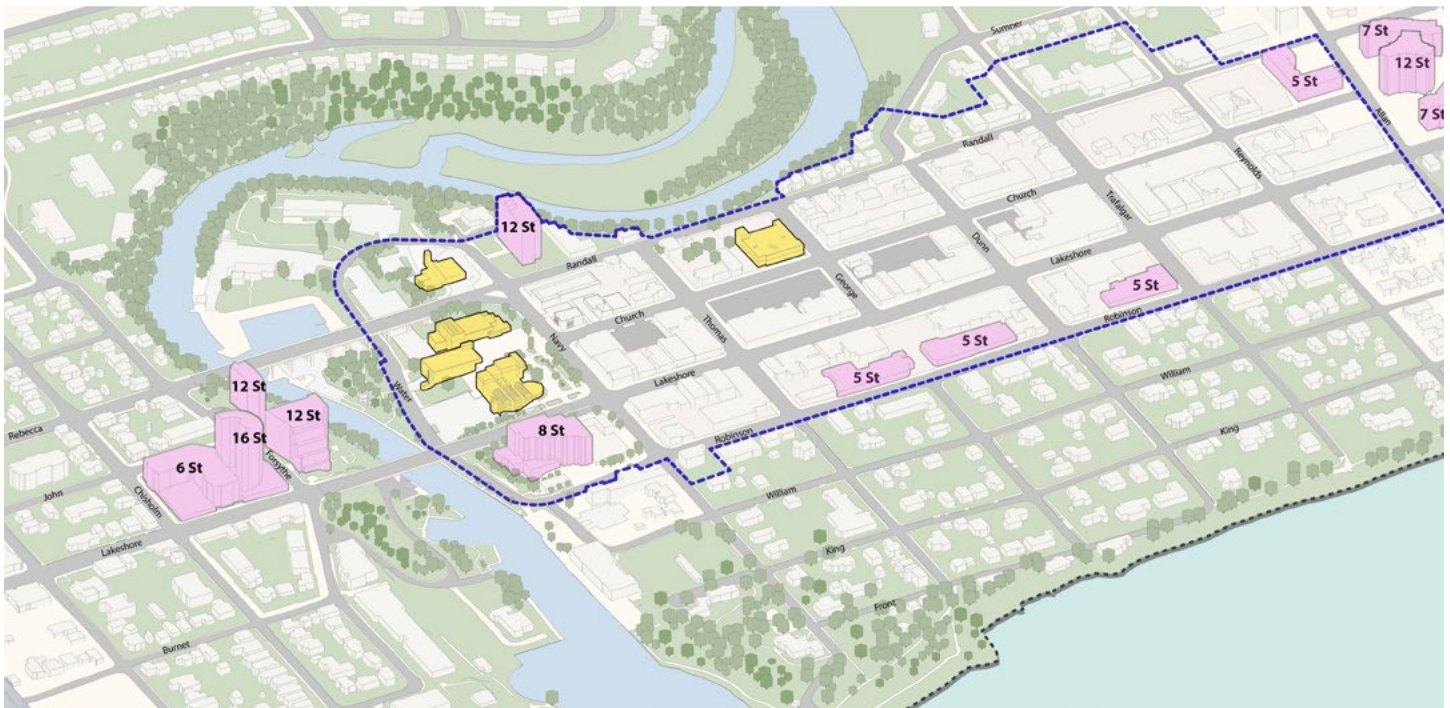 Sumner
7 St
12 St
5 St
7 St
Allan
Randall
Reynolds
Church
Trafalgar
12 St
Dunn
Lakeshore
Randall
George
5 St
Robinson
Church
Thomas
Navy
5 St
William
12 St
5 St
Lakeshore
Water
12 St
King
Rebecca
16 St
8 St
Robinson
6 St
Forsythe
John
Chisholm
William
Lakeshore
King
Front
Burnet